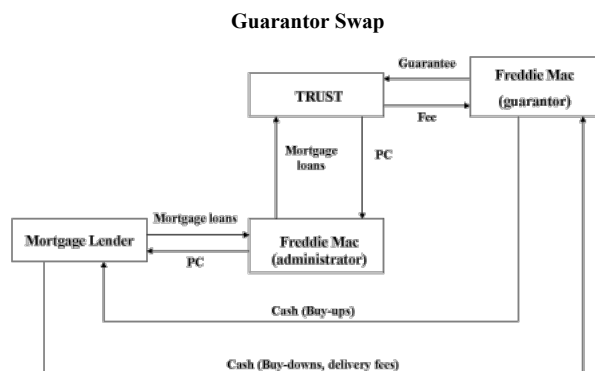 Guarantor Swap
Guarantee
Freddie Mac
(guarantor)
TRUST
Fee
Mortgage
loans
PC
Mortgage loans
Mortgage Lender
Freddie Mac
(administrator)
PC
Cash (Buy-ups)
Cash (Buy-downs, delivery fees)